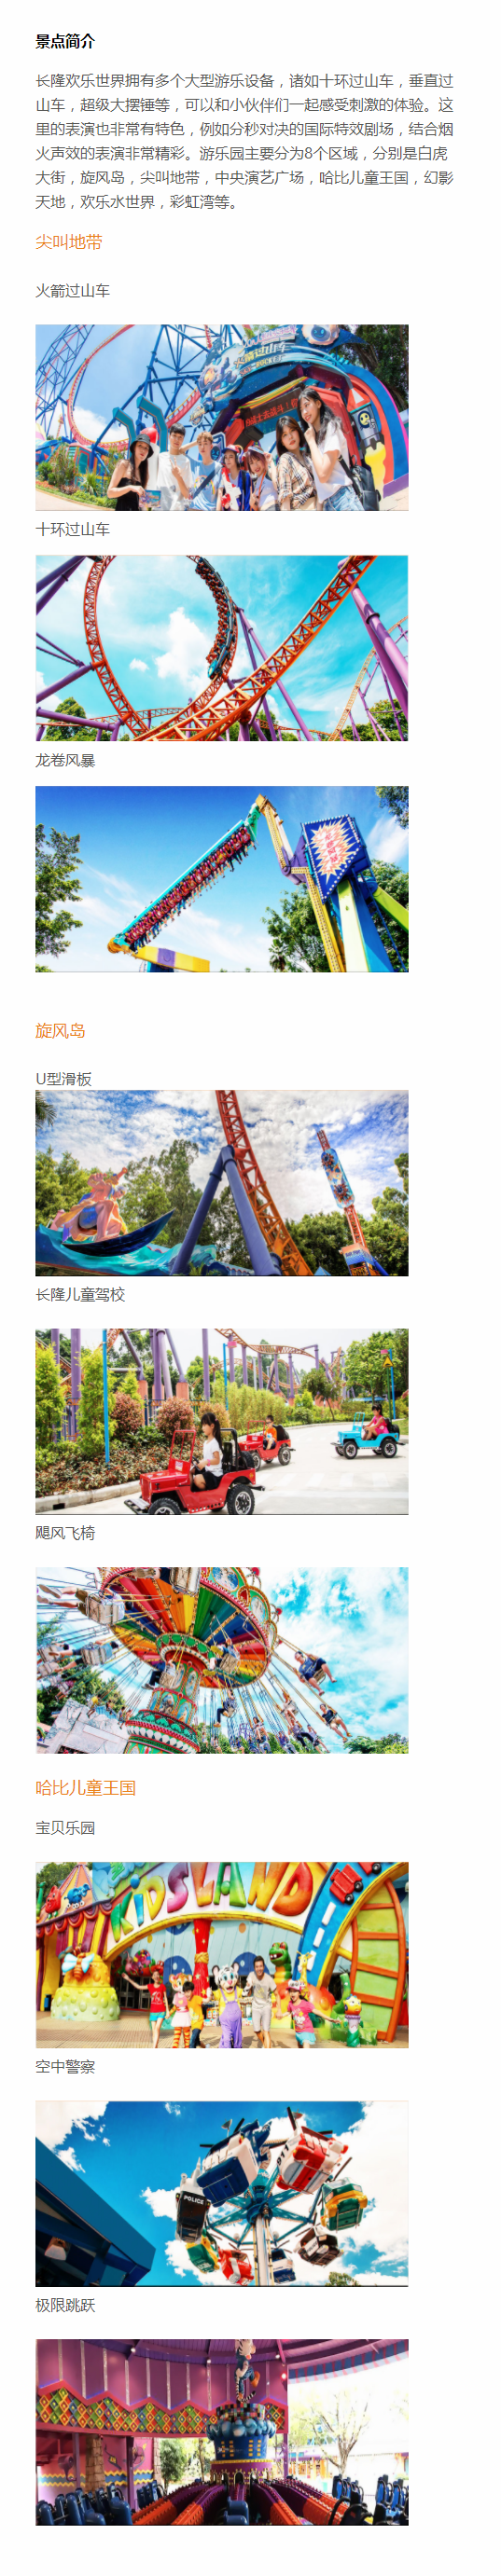 景点简介
长隆欢乐世界拥有多个大型游乐设备，诸如十环过山车，垂直过
山车，超级大摆锤等，可以和小伙伴们一起感受刺激的体验。这
里的表演也非常有特色，例如分秒对决的国际特效剧场，结合烟
火声效的表演非常精彩。游乐园主要分为8个区域，分别是白虎
大街，旋风岛，尖叫地带，中央演艺广场，哈比儿童王国，幻影
天地，欢乐水世界，彩虹湾等。
尖叫地带
火箭过山车
火箭过山车
十环过山车
龙卷风暴
旋风岛
U型滑板
长隆儿童驾校
飓风飞椅
哈比儿童王国
宝贝乐园
KIDSLAND
空中警察
POLICE
极限跳跃